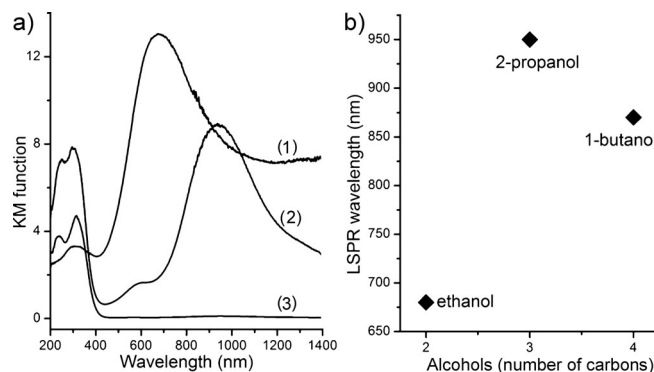 a)
12
8
4
0
KM function
(1)
(2)
(3)
200 400 600 800 1000 1200 1400
Wavelength (nm)
b)
950
900
850
800
750
700
650
LSPR wavelength (nm)
2-propanol
1-butano
ethanol
2 3 4
Alcohols (number of carbons)